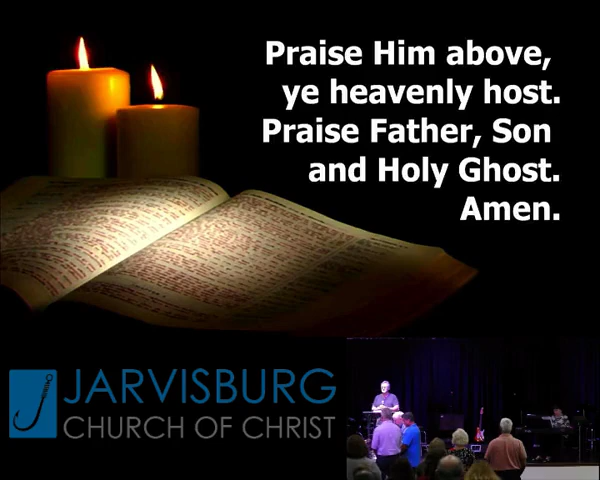 Praise Him above,
ye heavenly host.
Praise Father, Son
and Holy Ghost.
Amen.
JARVISBURG
CHURCH OF CHRIST